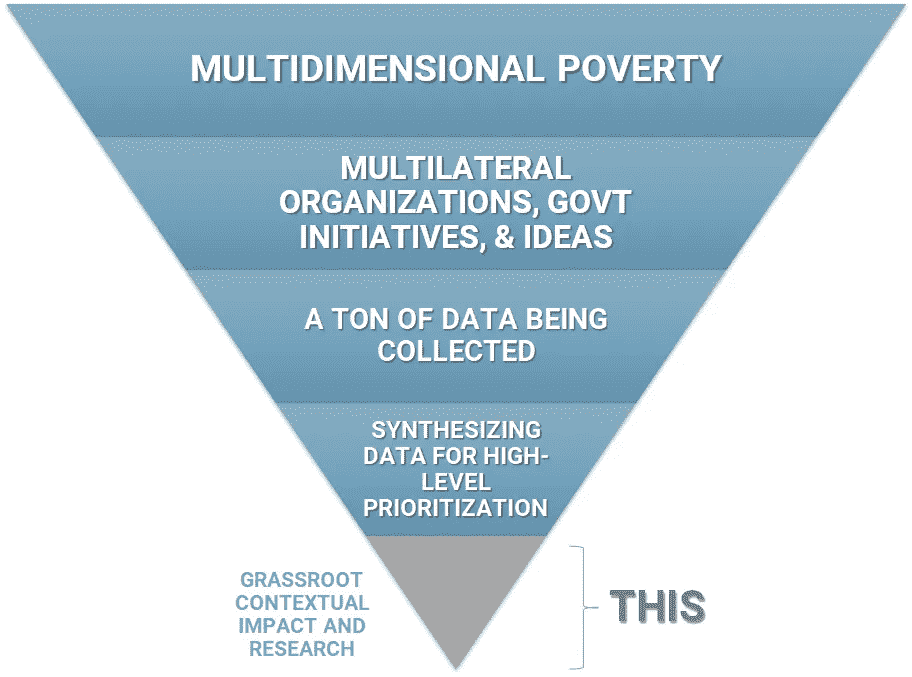 MULTIDIMENSIONAL POVERTY
MULTILATERAL
ORGANIZATIONS, GOVT
INITIATIVES, & IDEAS
A TON OF DATA BEING
COLLECTED
SYNTHESIZING
DATA FOR HIGH-
LEVEL
PRIORITIZATION
GRASSROOT
CONTEXTUAL
IMPACT AND
RESEARCH
THIS